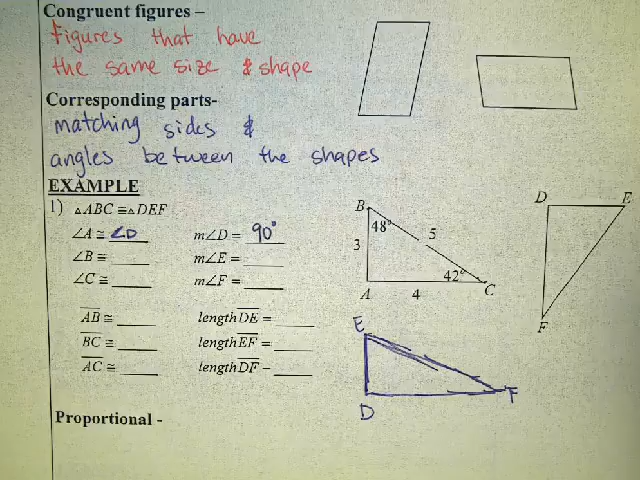 Congruent figures –
figures that have
the same size & shape
Corresponding parts-
matching sides &
angles between the shapes
EXAMPLE
1) △ABC ≅ △DEF
∠A ≅ ∠D m∠D = 90°
∠B ≅ ____ m∠E = ____
∠C ≅ ____ m∠F = ____
AB ≅ ____ length DE = ____
BC ≅ ____ length EF = ____
AC ≅ ____ length DF = ____
B
48°
5
3
42°
A
4
C
D
E
F
E
D
F
Proportional -